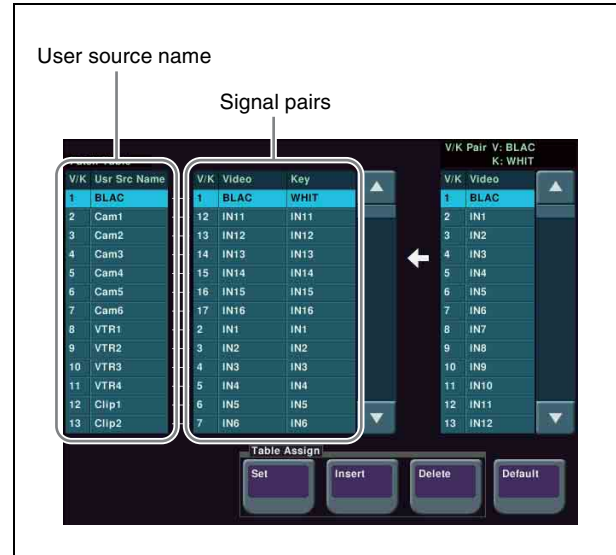 User source name
Signal pairs
V/K Pair V: BLAC
K: WHIT
V/K Usr Src Name V/K Video Key V/K Video
1 BLAC 1 BLAC WHIT 1 BLAC
2 Cam1 12 IN11 IN11 2 IN1
3 Cam2 13 IN12 IN12 3 IN2
4 Cam3 14 IN13 IN13 4 IN3
5 Cam4 15 IN14 IN14 5 IN4
6 Cam5 16 IN15 IN15 6 IN5
7 Cam6 17 IN16 IN16 7 IN6
8 VTR1 2 IN1 IN1 8 IN7
9 VTR2 3 IN2 IN2 9 IN8
10 VTR3 4 IN3 IN3 10 IN9
11 VTR4 5 IN4 IN4 11 IN10
12 Clip1 6 IN5 IN5 12 IN11
13 Clip2 7 IN6 IN6 13 IN12
Table Assign
Set Insert Delete Default